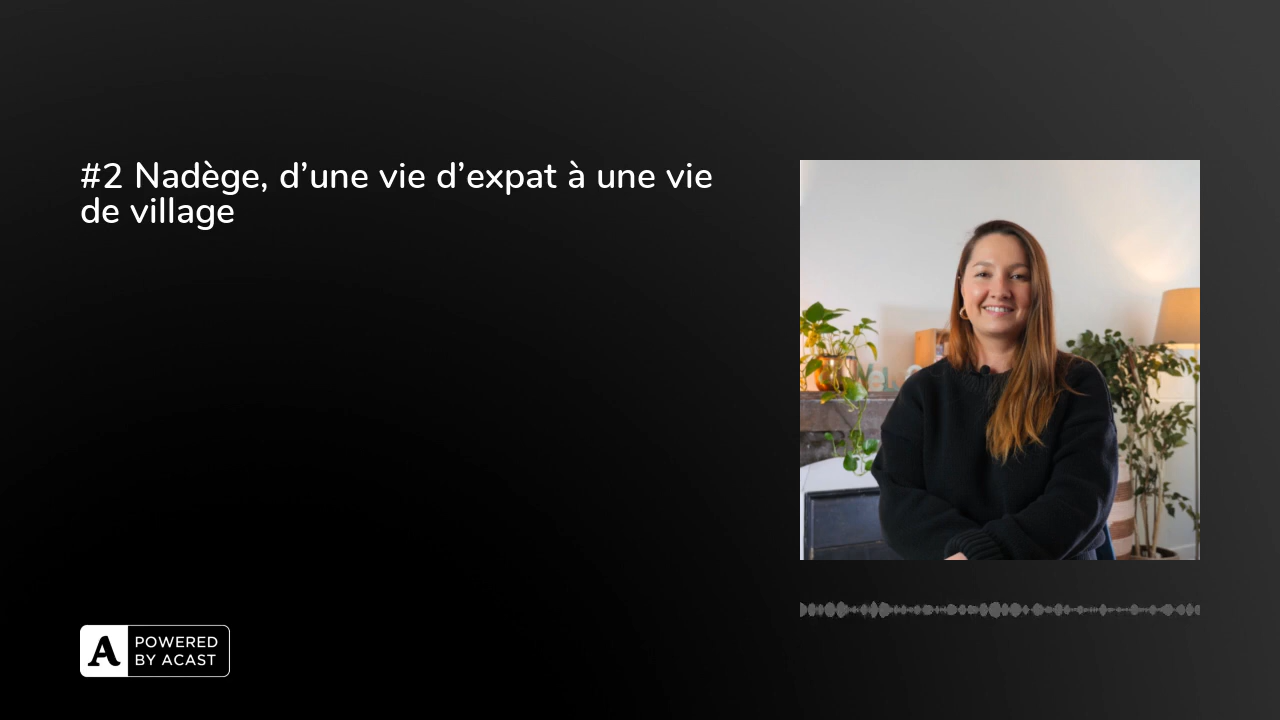 #2 Nadège, d’une vie d’expat à une vie
de village
A
POWERED
BY ACAST